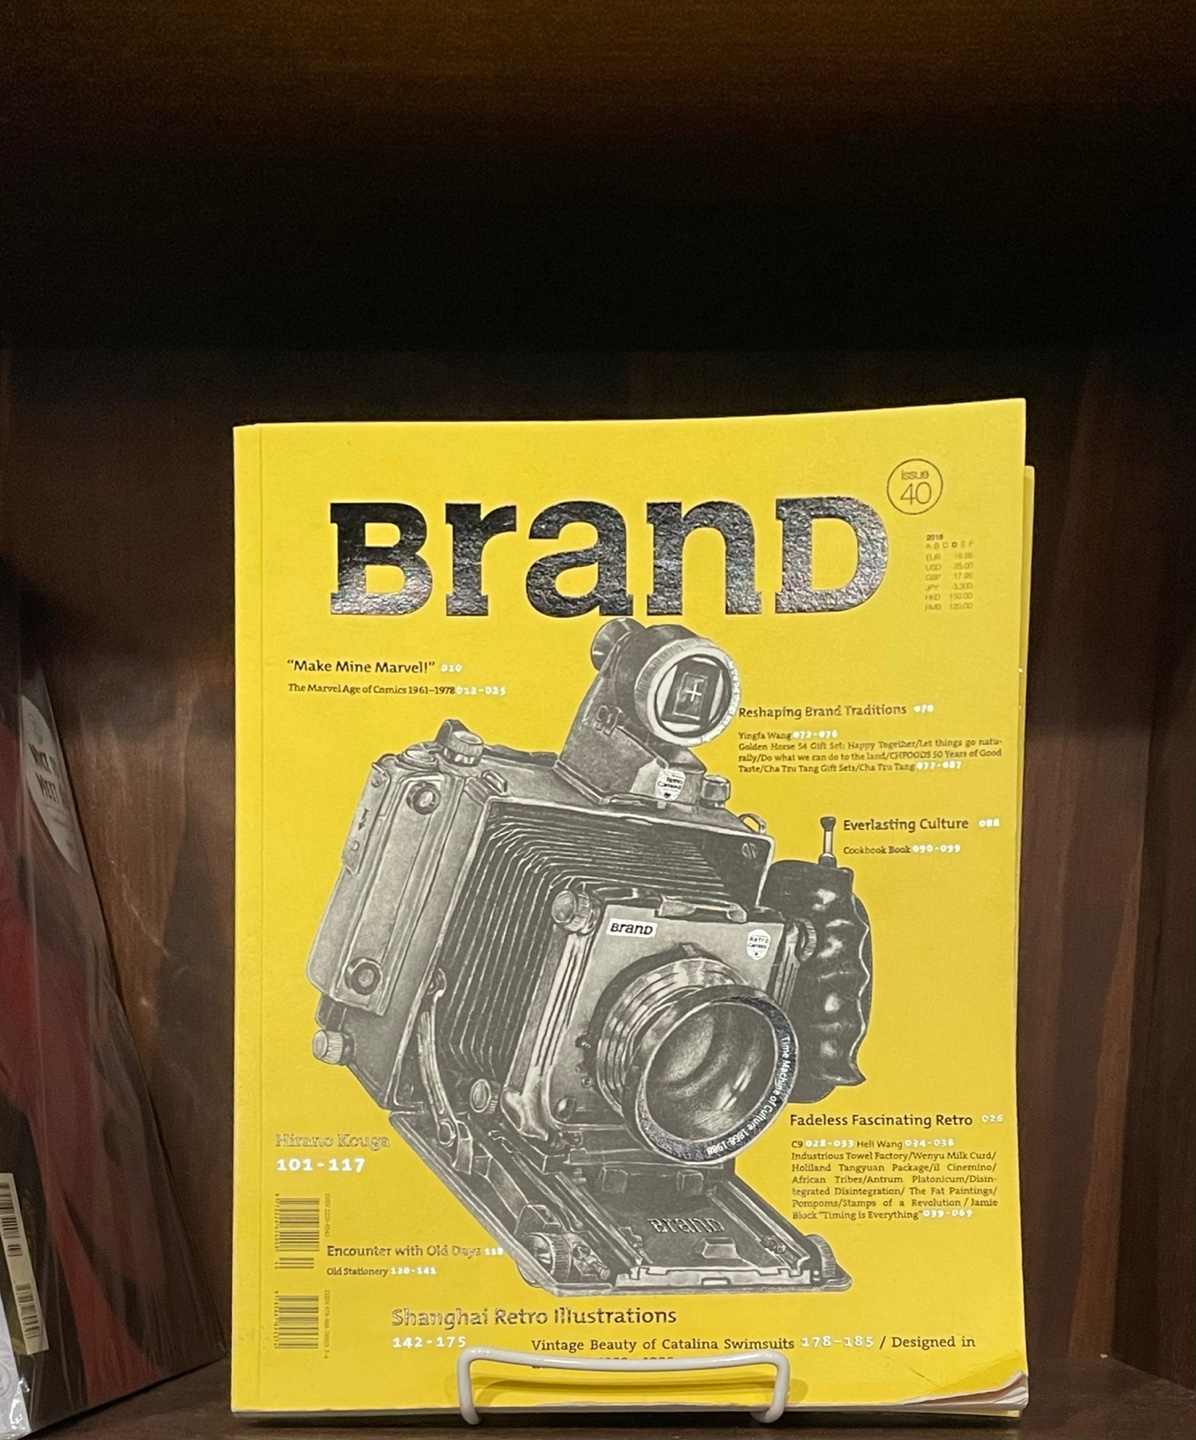 BranD
issue
40
2018
A B C D E F
EUR 19.95
USD 25.00
GBP 17.95
JPY 3,300
HKD 150.00
RMB 120.00
“Make Mine Marvel!” 010
The Marvel Age of Comics 1961–1978 012-025
Reshaping Brand Traditions 070
Yingfa Wang 072-076
Golden Horse 54 Gift Set: Happy Together/Let things go natu-
rally/Do what we can do to the land/CHPOODS 50 Years of Good
Taste/Cha Tzu Tang Gift Sets/Cha Tzu Tang 077-087
Everlasting Culture 088
Cookbook Book 090-099
Retro
Camera
BranD
Retro
Camera
Time Machine of Culture 1868-1988
BranD
Fadeless Fascinating Retro 026
C9 028-033 Heli Wang 034-038
Industrious Towel Factory/Wenyu Milk Curd/
Holiland Tangyuan Package/il Cinemino/
African Tribes/Antrum Platonicum/Disin-
tegrated Disintegration/ The Fat Paintings/
Pompoms/Stamps of a Revolution / Jamie
Block “Timing is Everything” 039-069
Hirano Kouga
101-117
Encounter with Old Days 118
Old Stationery 120-141
Shanghai Retro Illustrations
142-175
Vintage Beauty of Catalina Swimsuits 178-185 / Designed in